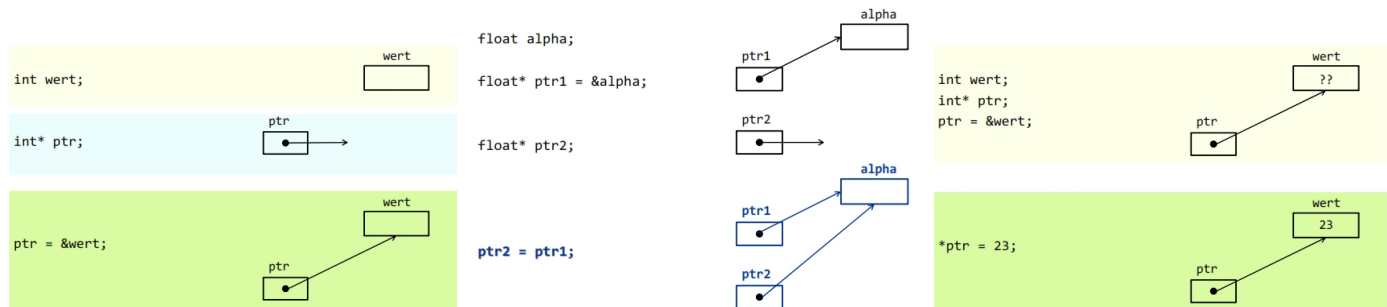 wert
int wert;
ptr
int* ptr;
wert
ptr = &wert;
ptr
alpha
float alpha;
ptr1
float* ptr1 = &alpha;
ptr2
float* ptr2;
alpha
ptr1
ptr2 = ptr1;
ptr2
wert
int wert;
??
int* ptr;
ptr = &wert;
ptr
wert
23
*ptr = 23;
ptr